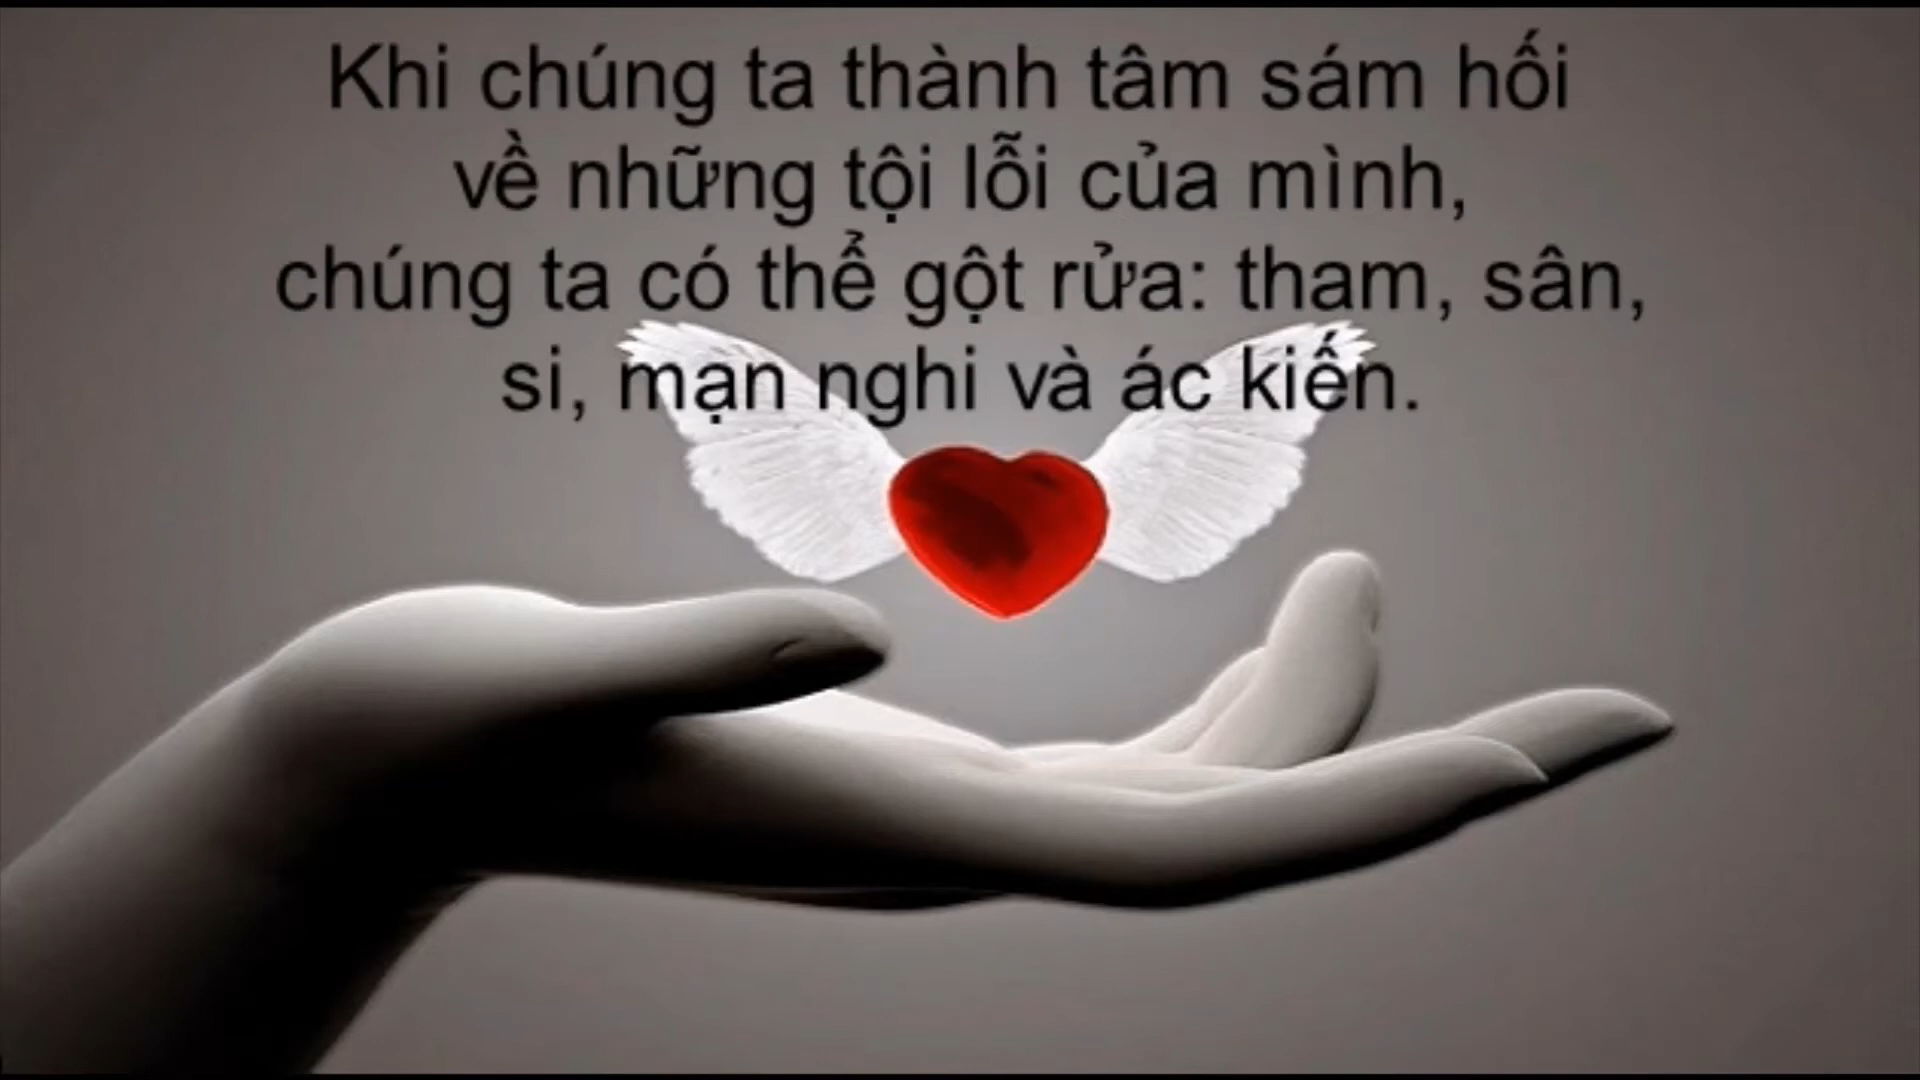 Khi chúng ta thành tâm sám hối
về những tội lỗi của mình,
chúng ta có thể gột rửa: tham, sân,
si, mạn nghi và ác kiến.